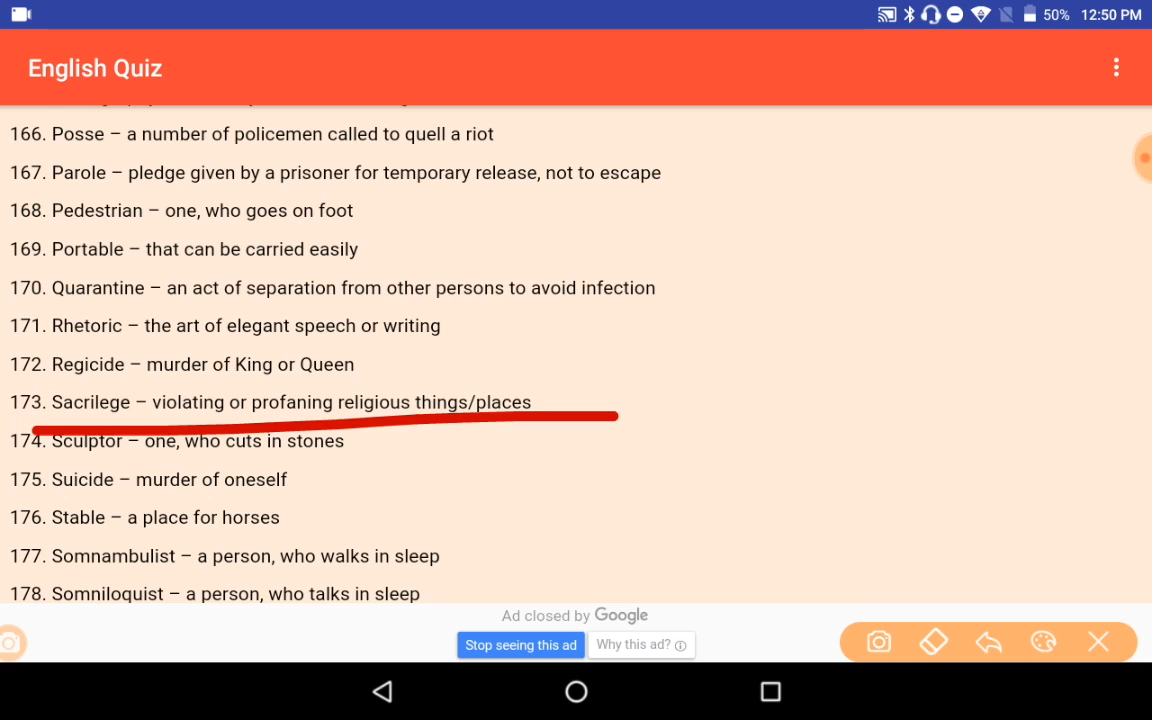 50% 12:50 PM
English Quiz
166. Posse – a number of policemen called to quell a riot
167. Parole – pledge given by a prisoner for temporary release, not to escape
168. Pedestrian – one, who goes on foot
169. Portable – that can be carried easily
170. Quarantine – an act of separation from other persons to avoid infection
171. Rhetoric – the art of elegant speech or writing
172. Regicide – murder of King or Queen
173. Sacrilege – violating or profaning religious things/places
174. Sculptor – one, who cuts in stones
175. Suicide – murder of oneself
176. Stable – a place for horses
177. Somnambulist – a person, who walks in sleep
178. Somniloquist – a person, who talks in sleep
Ad closed by Google
Stop seeing this ad Why this ad?